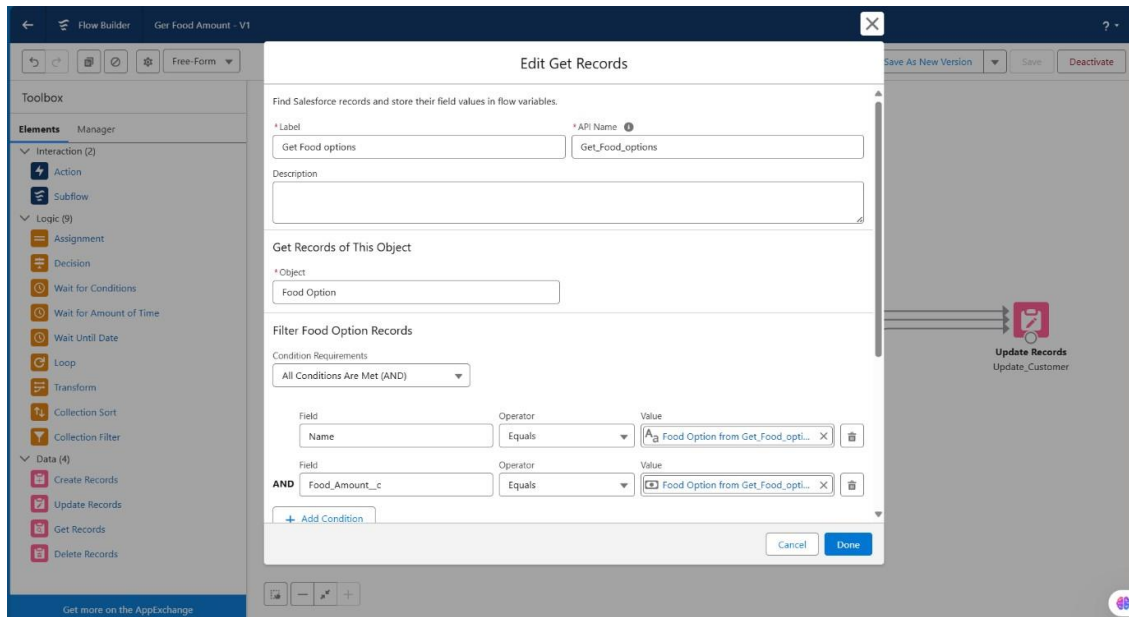 Flow Builder
Ger Food Amount - V1
?
Free-Form
Save As New Version
Save
Deactivate
Toolbox
Elements
Manager
Interaction (2)
Action
Subflow
Logic (9)
Assignment
Decision
Wait for Conditions
Wait for Amount of Time
Wait Until Date
Loop
Transform
Collection Sort
Collection Filter
Data (4)
Create Records
Update Records
Get Records
Delete Records
Get more on the AppExchange
Edit Get Records
Find Salesforce records and store their field values in flow variables.
*Label
*API Name
Get Food options
Get_Food_options
Description
Get Records of This Object
*Object
Food Option
Filter Food Option Records
Condition Requirements
All Conditions Are Met (AND)
Field Operator Value
Name Equals Aa Food Option from Get_Food_opti...
Field Operator Value
AND Food_Amount__c Equals Food Option from Get_Food_opti...
+ Add Condition
Cancel
Done
Update Records
Update_Customer